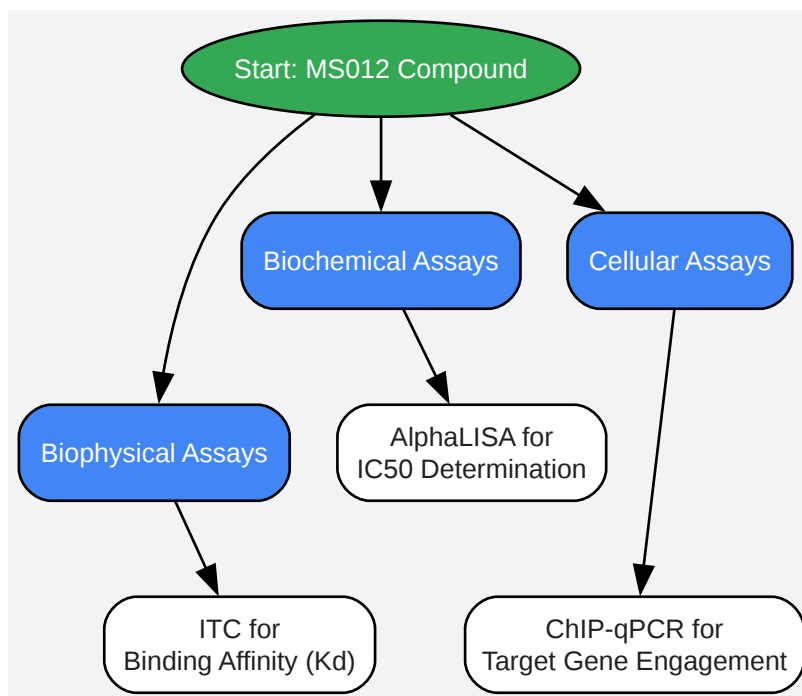 Start: MS012 Compound
Biochemical Assays
Cellular Assays
Biophysical Assays
AlphaLISA for
IC50 Determination
ITC for
Binding Affinity (Kd)
ChIP-qPCR for
Target Gene Engagement